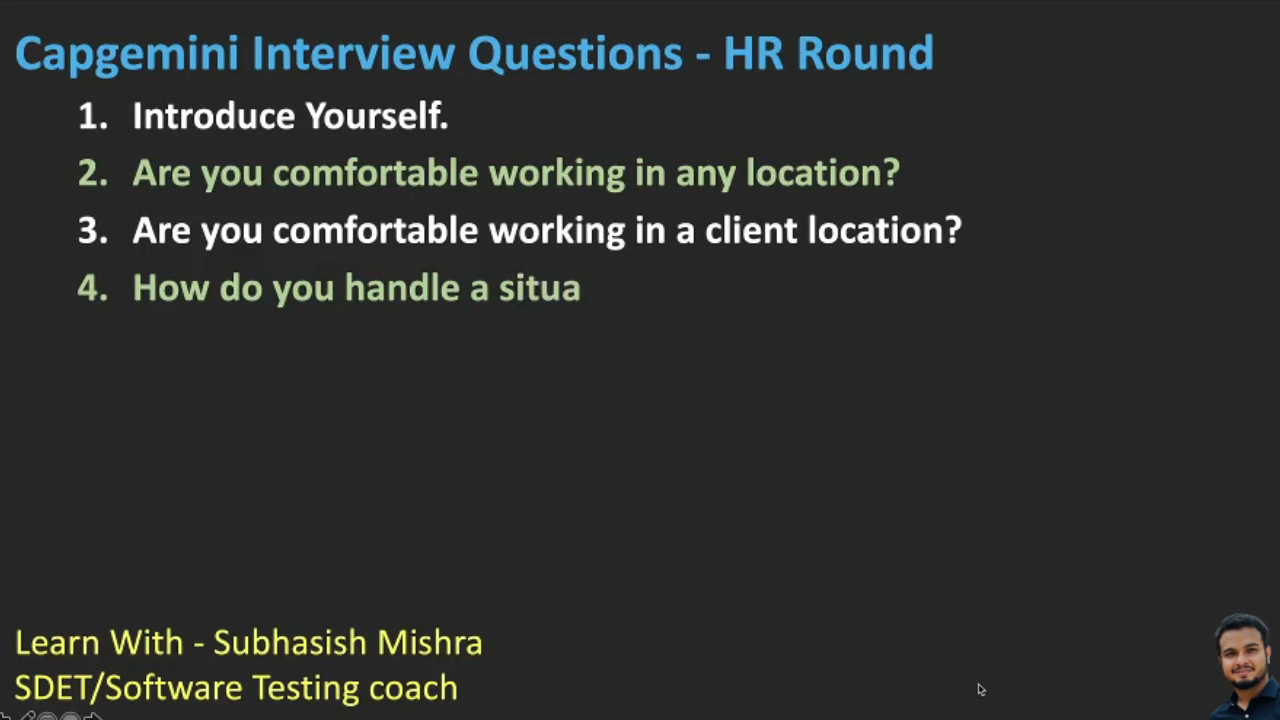 Capgemini Interview Questions - HR Round
1. Introduce Yourself.
2. Are you comfortable working in any location?
3. Are you comfortable working in a client location?
4. How do you handle a situa
Learn With - Subhasish Mishra
SDET/Software Testing coach